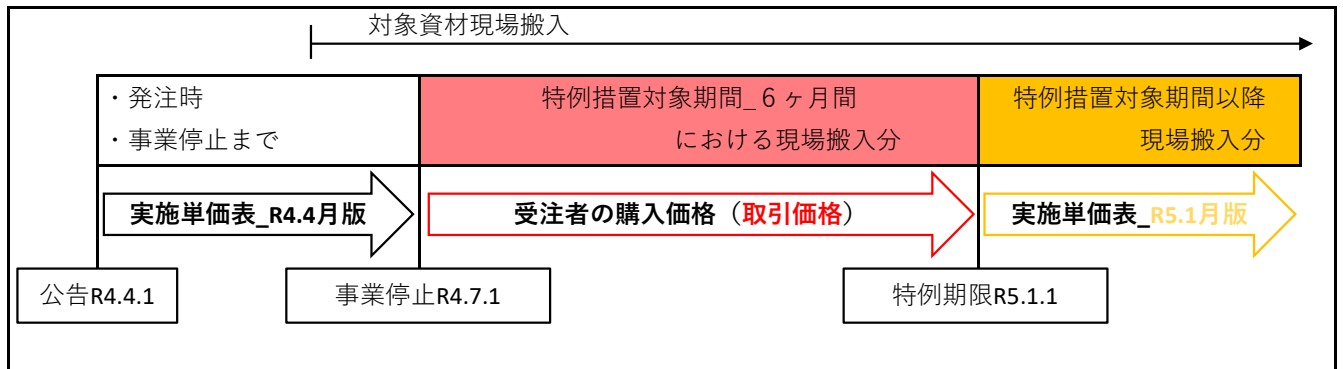 対象資材現場搬入
・発注時
・事業停止まで
特例措置対象期間_６ヶ月間
における現場搬入分
特例措置対象期間以降
現場搬入分
実施単価表_R4.4月版
受注者の購入価格（取引価格）
実施単価表_R5.1月版
公告R4.4.1
事業停止R4.7.1
特例期限R5.1.1